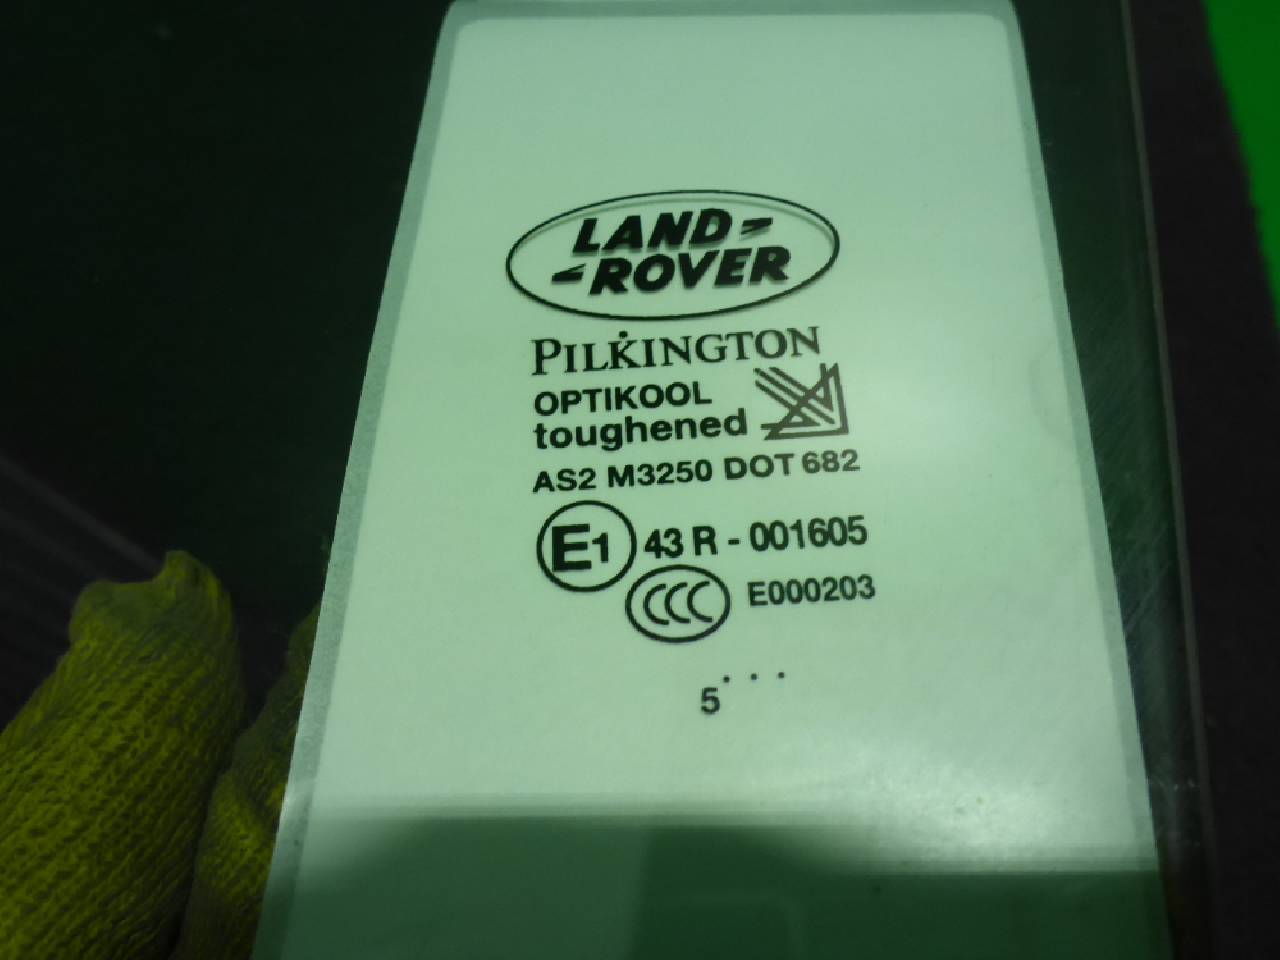 LAND
ROVER
PILKINGTON
OPTIKOOL
toughened
AS2 M3250 DOT 682
E1 43 R - 001605
CCC E000203
5 . . .